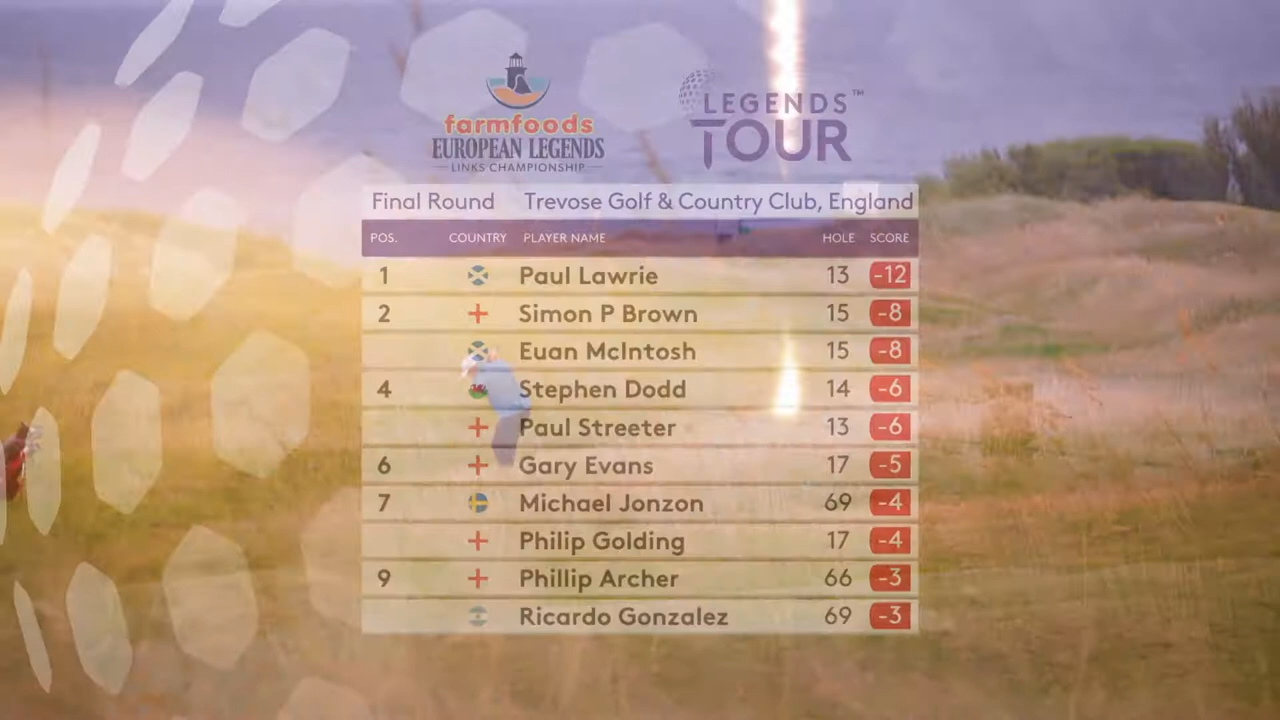 farmfoods
EUROPEAN LEGENDS
LINKS CHAMPIONSHIP
LEGENDS™
TOUR
Final Round Trevose Golf & Country Club, England
POS. COUNTRY PLAYER NAME HOLE SCORE
1 Paul Lawrie 13 -12
2 Simon P Brown 15 -8
Euan McIntosh 15 -8
4 Stephen Dodd 14 -6
Paul Streeter 13 -6
6 Gary Evans 17 -5
7 Michael Jonzon 69 -4
Philip Golding 17 -4
9 Phillip Archer 66 -3
Ricardo Gonzalez 69 -3